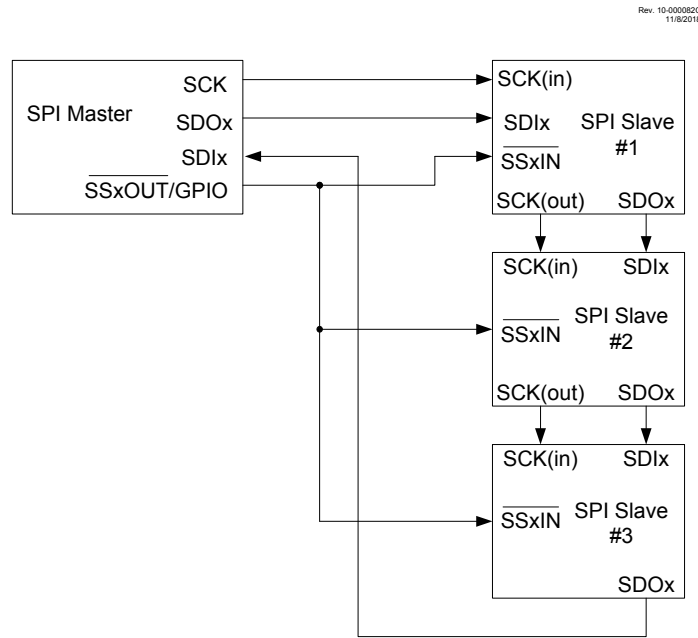 Rev. 10-000082C
11/8/2018
SPI Master
SCK
SDOx
SDIx
SSxOUT/GPIO
SCK(in)
SDIx
SPI Slave
#1
SSxIN
SCK(out) SDOx
SCK(in) SDIx
SPI Slave
#2
SSxIN
SCK(out) SDOx
SCK(in) SDIx
SPI Slave
#3
SSxIN
SDOx